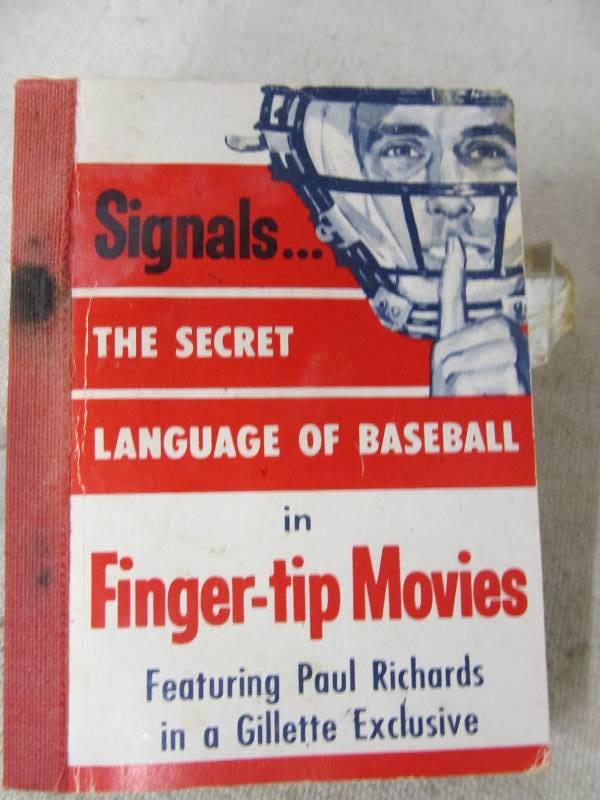 Signals...
THE SECRET
LANGUAGE OF BASEBALL
in
Finger-tip Movies
Featuring Paul Richards
in a Gillette Exclusive